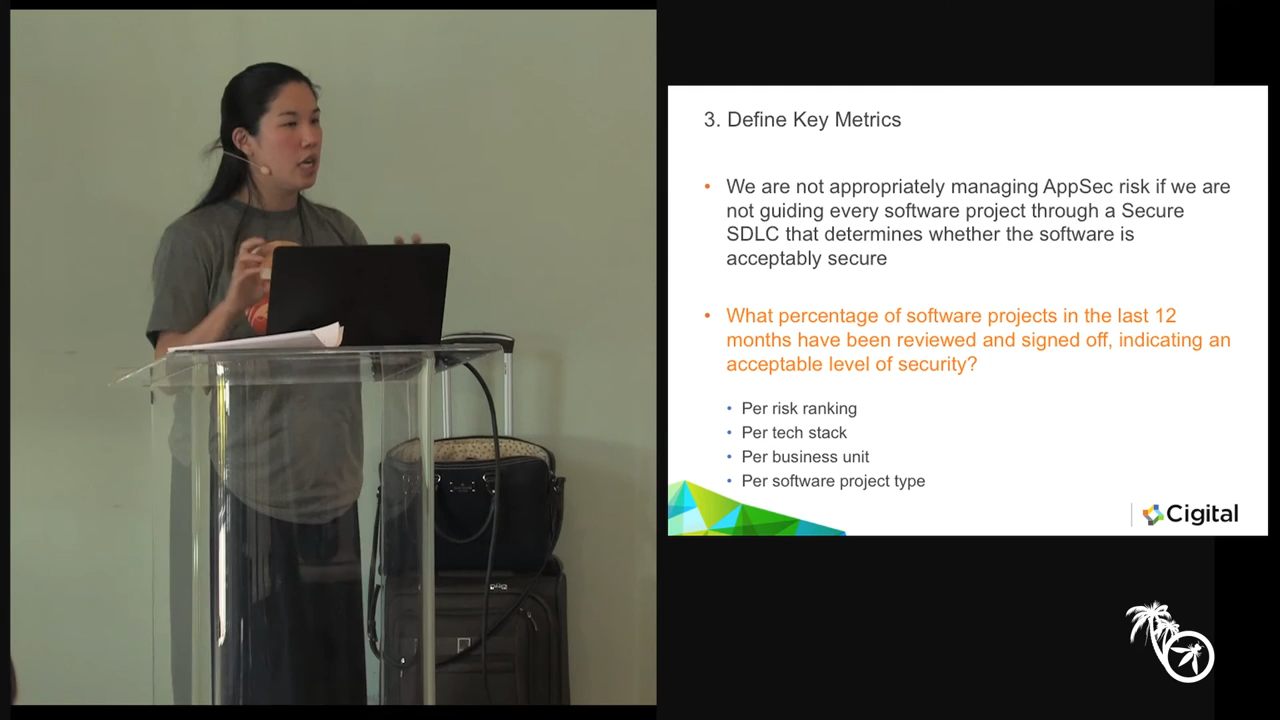 3. Define Key Metrics
• We are not appropriately managing AppSec risk if we are
not guiding every software project through a Secure
SDLC that determines whether the software is
acceptably secure
• What percentage of software projects in the last 12
months have been reviewed and signed off, indicating an
acceptable level of security?
• Per risk ranking
• Per tech stack
• Per business unit
• Per software project type
Cigital